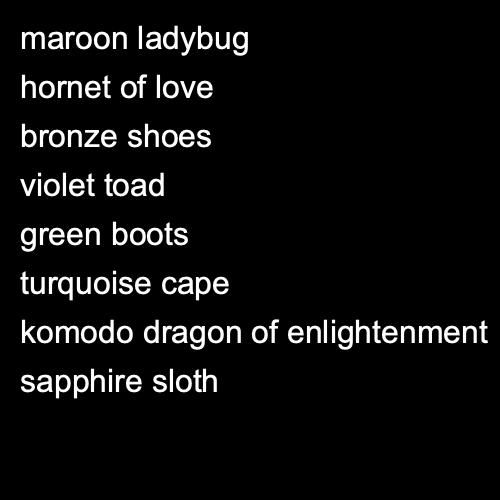 maroon ladybug
hornet of love
bronze shoes
violet toad
green boots
turquoise cape
komodo dragon of enlightenment
sapphire sloth